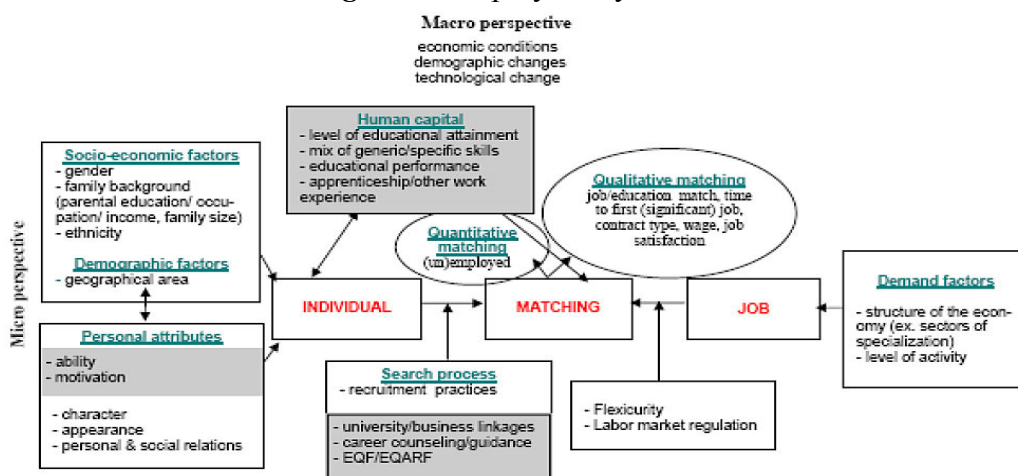 Macro perspective
economic conditions
demographic changes
technological change
Human capital
- level of educational attainment
- mix of generic/specific skills
- educational performance
- apprenticeship/other work
experience
Socio-economic factors
- gender
- family background
(parental education/ occu-
pation/ income, family size)
- ethnicity
Demographic factors
- geographical area
Qualitative matching
job/education match, time
to first (significant) job,
contract type, wage, job
satisfaction
Quantitative
matching
(un)employed
Micro perspective
INDIVIDUAL
MATCHING
JOB
Demand factors
- structure of the econ-
omy (ex. sectors of
specialization)
- level of activity
Personal attributes
- ability
- motivation
- character
- appearance
- personal & social relations
Search process
- recruitment practices
- university/business linkages
- career counseling/guidance
- EQF/EQARF
- Flexicurity
- Labor market regulation